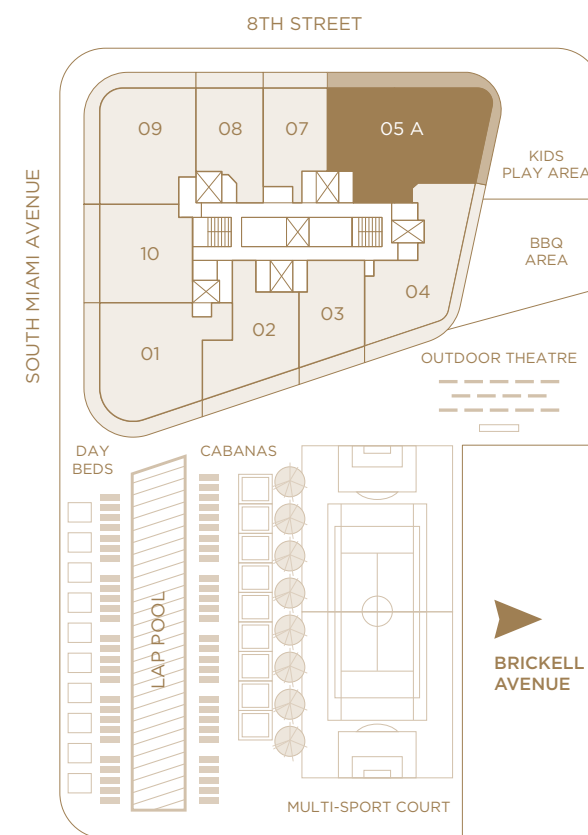 8TH STREET
SOUTH MIAMI AVENUE
09
08
07
05 A
KIDS
PLAY AREA
10
BBQ
AREA
04
03
02
01
OUTDOOR THEATRE
DAY
BEDS
CABANAS
LAP POOL
BRICKELL
AVENUE
MULTI-SPORT COURT